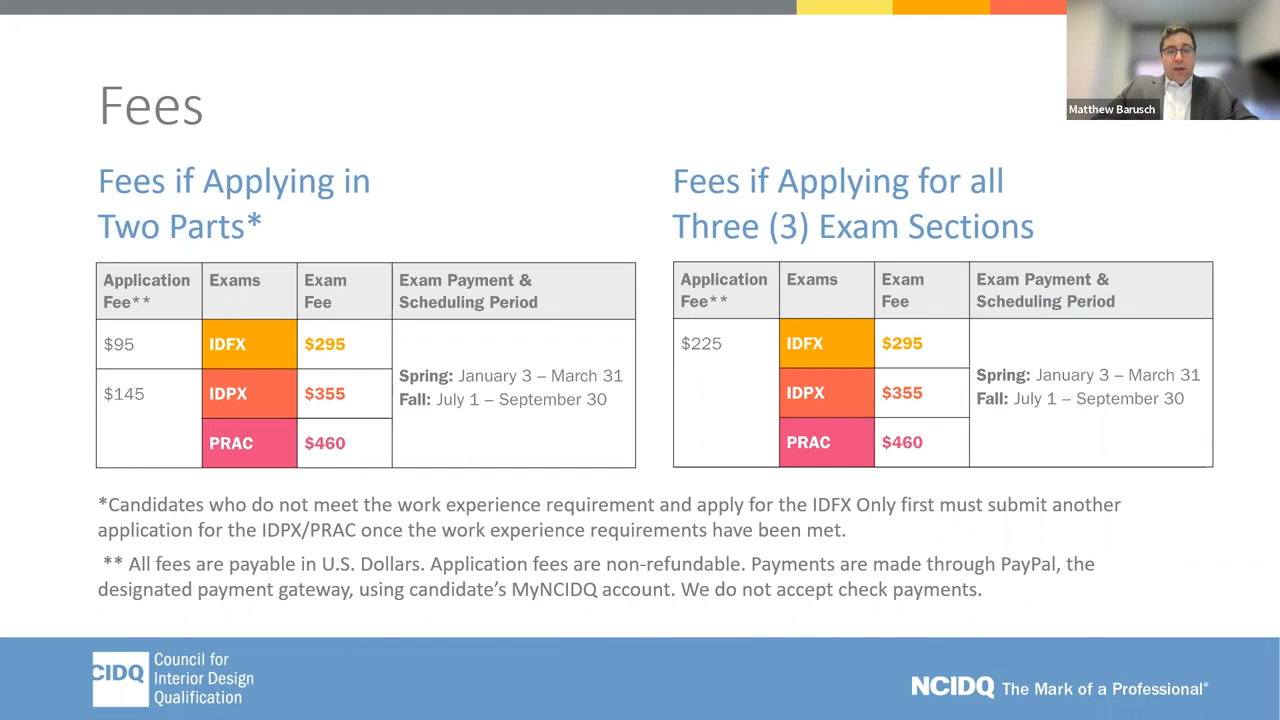 Matthew Barusch
Fees
Fees if Applying in
Two Parts*
Application
Fee**
Exams
Exam
Fee
Exam Payment &
Scheduling Period
$95
IDFX
$295
$145
IDPX
$355
PRAC
$460
Spring: January 3 – March 31
Fall: July 1 – September 30
Fees if Applying for all
Three (3) Exam Sections
Application
Fee**
Exams
Exam
Fee
Exam Payment &
Scheduling Period
$225
IDFX
$295
IDPX
$355
PRAC
$460
Spring: January 3 – March 31
Fall: July 1 – September 30
*Candidates who do not meet the work experience requirement and apply for the IDFX Only first must submit another
application for the IDPX/PRAC once the work experience requirements have been met.
** All fees are payable in U.S. Dollars. Application fees are non-refundable. Payments are made through PayPal, the
designated payment gateway, using candidate’s MyNCIDQ account. We do not accept check payments.
CIDQ
Council for
Interior Design
Qualification
NCIDQ The Mark of a Professional®